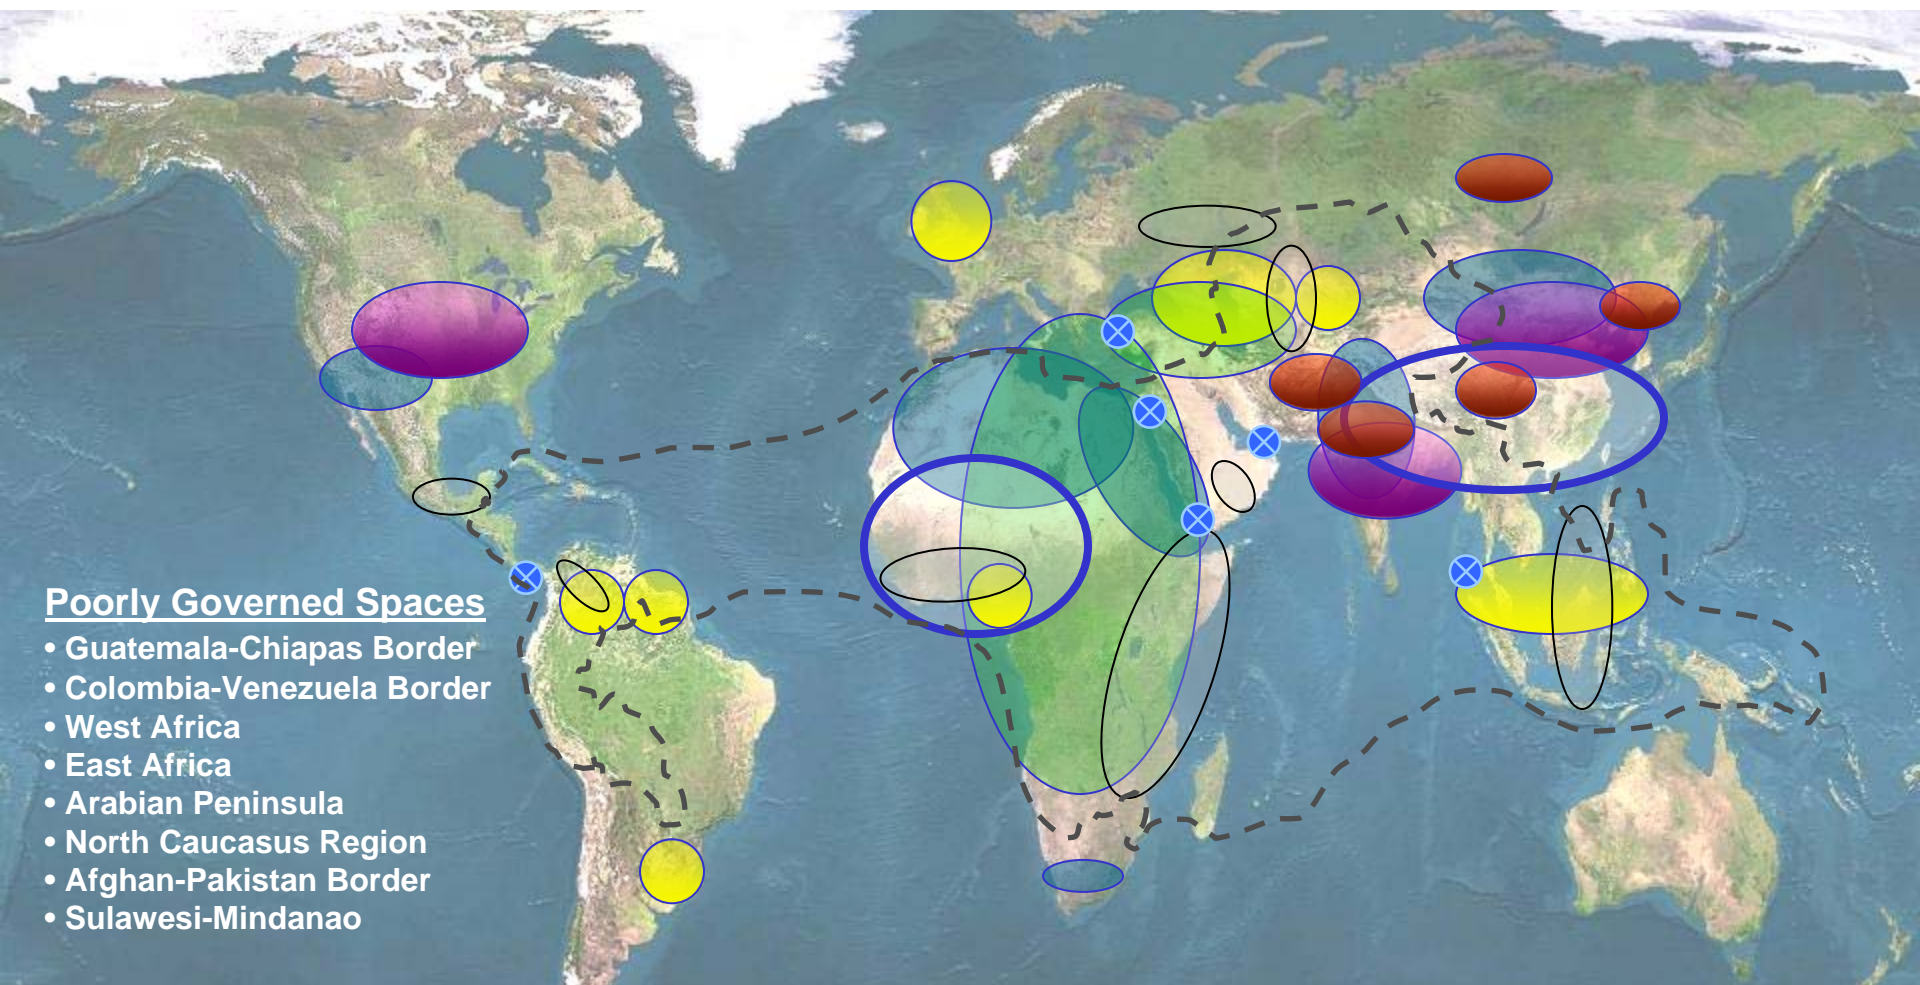 Poorly Governed Spaces
• Guatemala-Chiapas Border
• Colombia-Venezuela Border
• West Africa
• East Africa
• Arabian Peninsula
• North Caucasus Region
• Afghan-Pakistan Border
• Sulawesi-Mindanao